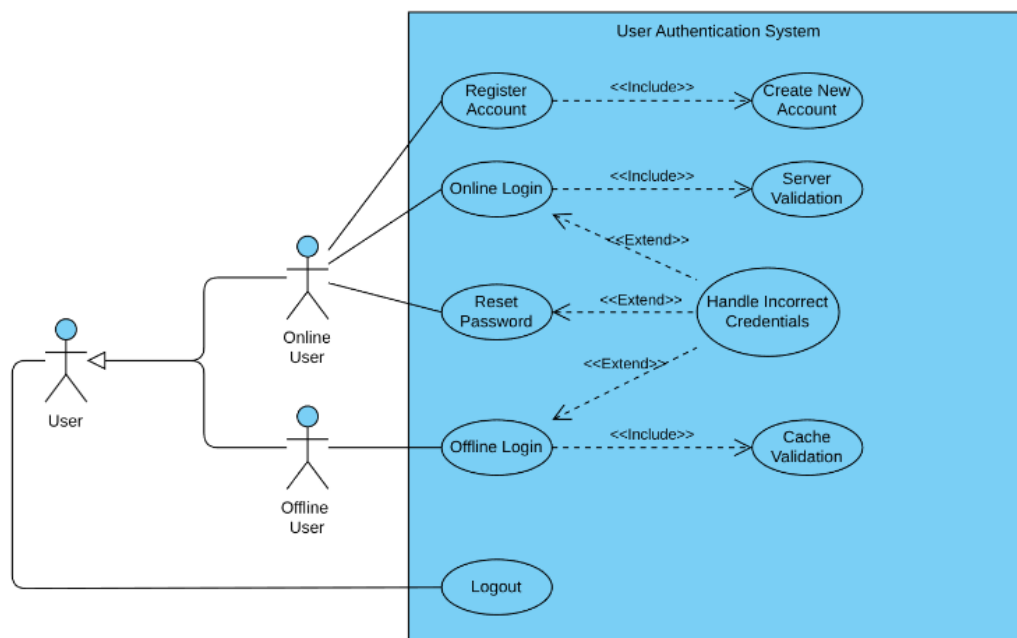 User Authentication System
Register
Account
<<Include>>
Create New
Account
Online Login
<<Include>>
Server
Validation
<<Extend>>
Online
User
Reset
Password
<<Extend>>
Handle Incorrect
Credentials
<<Extend>>
User
Offline
User
Offline Login
<<Include>>
Cache
Validation
Logout